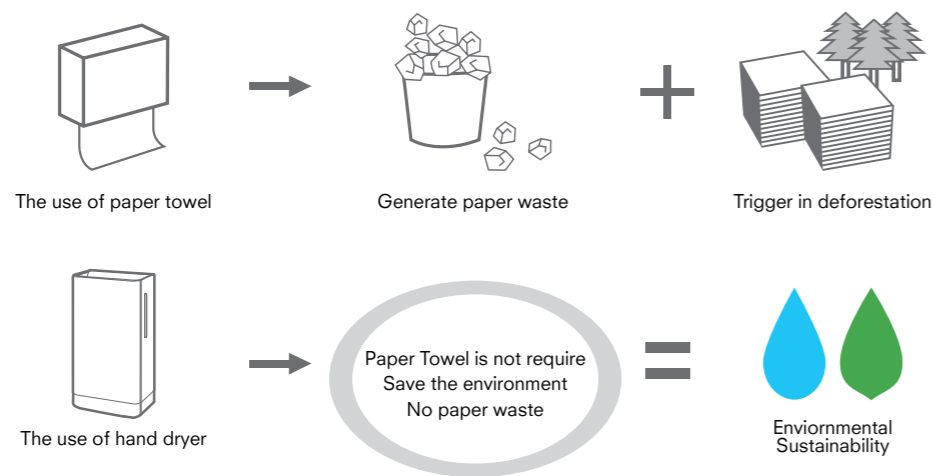 The use of paper towel
Generate paper waste
Trigger in deforestation
The use of hand dryer
Paper Towel is not require
Save the environment
No paper waste
Enviornmental
Sustainability